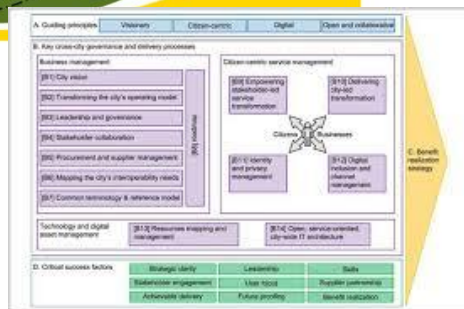 A. Guiding principles
Visionary
Citizen-centric
Digital
Open and collaborative
B. Key cross-city governance and delivery processes
Business management
[B1] City vision
[B2] Transforming the city's operating model
[B3] Leadership and governance
[B4] Stakeholder collaboration
[B5] Procurement and supplier management
[B6] Mapping the city's interoperability needs
[B7] Common terminology & reference model
[B8] Roadmap
Citizen-centric service management
[B9] Empowering
stakeholder-led
service
transformation
[B10] Delivering
city-led
transformation
Citizens
Businesses
[B11] Identity
and privacy
management
[B12] Digital
inclusion and
channel
management
Technology and digital
asset management
[B13] Resources mapping and
management
[B14] Open, service-oriented,
city-wide IT architecture
C. Benefit
realization
strategy
D. Critical success factors
Strategic clarity
Leadership
Skills
Stakeholder engagement
User focus
Supplier partnership
Achievable delivery
Future proofing
Benefit realization